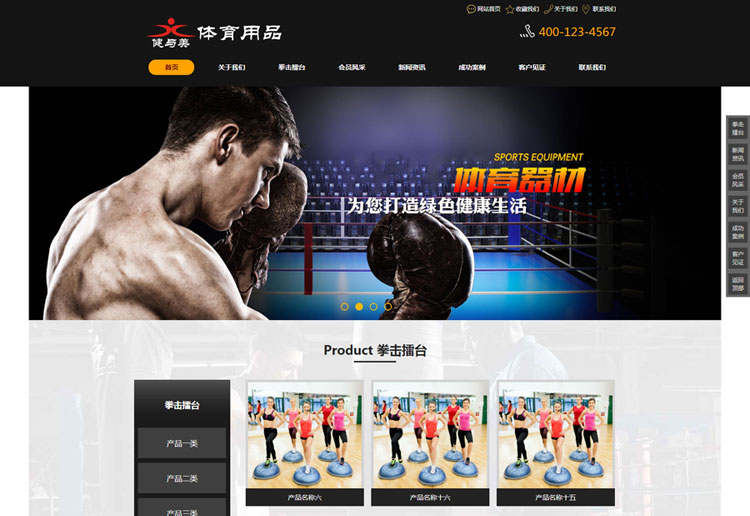 网站首页 收藏我们 关于我们 联系我们
健与美
体育用品
400-123-4567
首页 关于我们 拳击擂台 会员风采 新闻资讯 成功案例 客户见证 联系我们
SPORTS EQUIPMENT
体育器材
为您打造绿色健康生活
拳击
擂台
新闻
资讯
会员
风采
关于
我们
成功
案例
客户
见证
返回
顶部
Product 拳击擂台
拳击擂台
产品一类
产品二类
产品三类
产品名称六
产品名称十六
产品名称十五